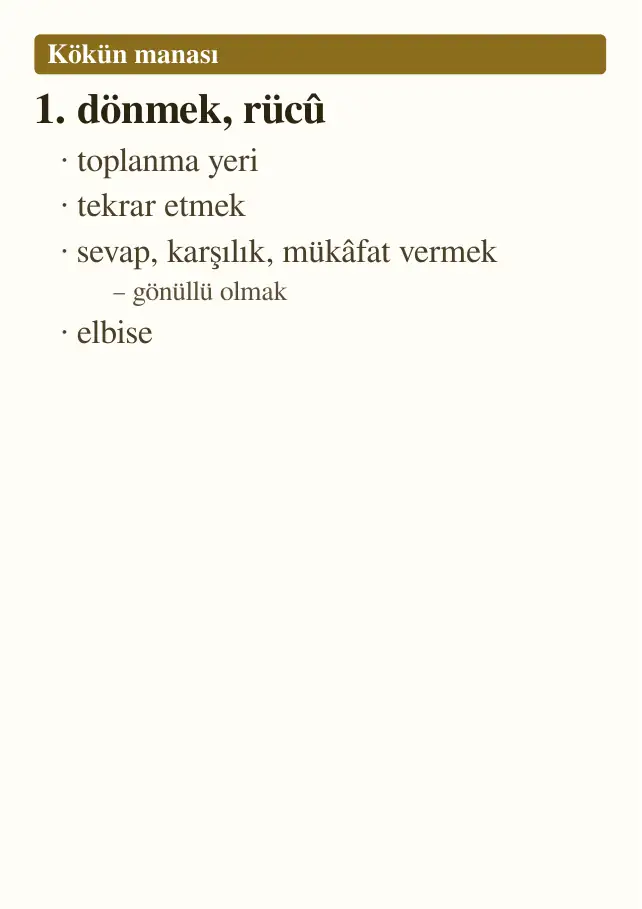 Kökün manası
1. dönmek, rücû
· toplanma yeri
· tekrar etmek
· sevap, karşılık, mükâfat vermek
– gönüllü olmak
· elbise